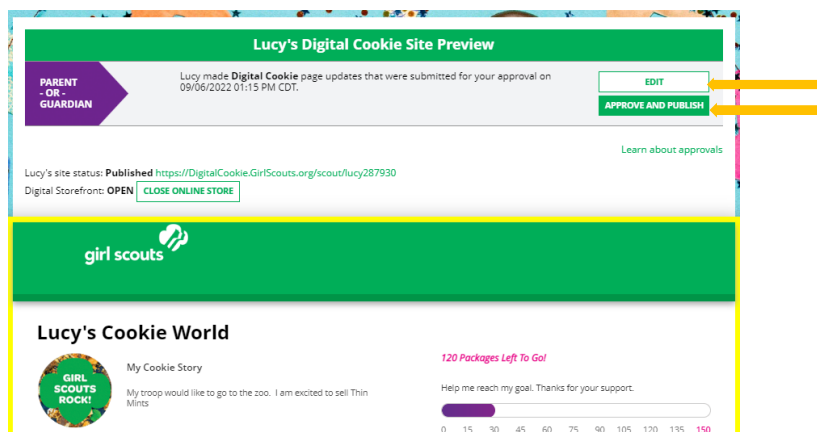 Lucy's Digital Cookie Site Preview
PARENT
- OR -
GUARDIAN
Lucy made Digital Cookie page updates that were submitted for your approval on
09/06/2022 01:15 PM CDT.
EDIT
APPROVE AND PUBLISH
Learn about approvals
Lucy's site status: Published https://DigitalCookie.GirlScouts.org/scout/lucy287930
Digital Storefront: OPEN CLOSE ONLINE STORE
girl scouts
Lucy's Cookie World
GIRL
SCOUTS
ROCK!
My Cookie Story
My troop would like to go to the zoo. I am excited to sell Thin
Mints
120 Packages Left To Go!
Help me reach my goal. Thanks for your support.
0 15 30 45 60 75 90 105 120 135 150